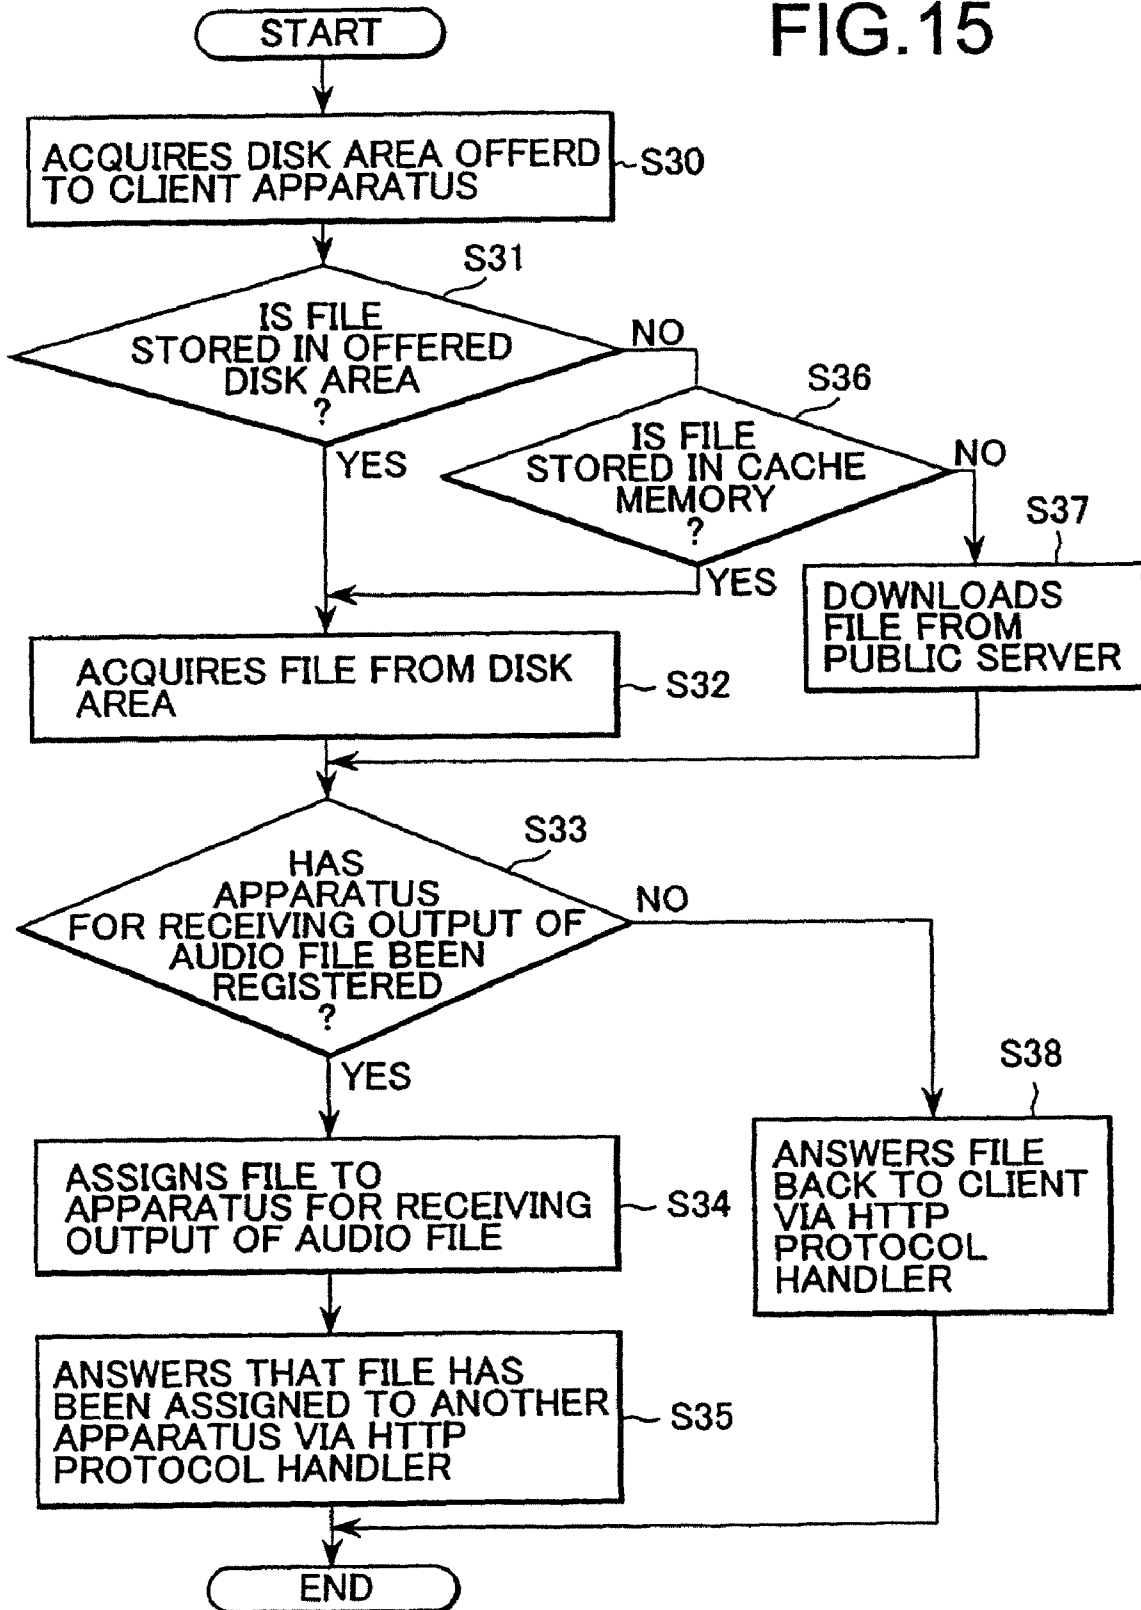 FIG.15
START
ACQUIRES DISK AREA OFFERD
TO CLIENT APPARATUS
S30
S31
IS FILE
STORED IN OFFERED
DISK AREA
?
NO
YES
S36
IS FILE
STORED IN CACHE
MEMORY
?
NO
YES
S37
DOWNLOADS
FILE FROM
PUBLIC SERVER
ACQUIRES FILE FROM DISK
AREA
S32
S33
HAS
APPARATUS
FOR RECEIVING OUTPUT OF
AUDIO FILE BEEN
REGISTERED
?
NO
YES
S38
ANSWERS FILE
BACK TO CLIENT
VIA HTTP
PROTOCOL
HANDLER
ASSIGNS FILE TO
APPARATUS FOR RECEIVING
OUTPUT OF AUDIO FILE
S34
ANSWERS THAT FILE HAS
BEEN ASSIGNED TO ANOTHER
APPARATUS VIA HTTP
PROTOCOL HANDLER
S35
END